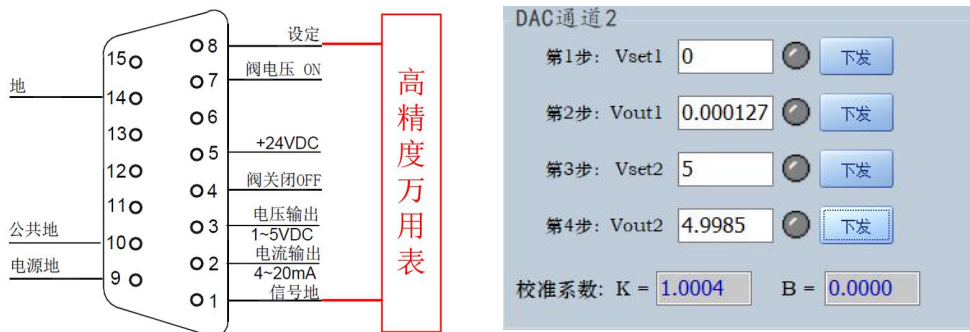 15
14
13
12
11
10
9
8
7
6
5
4
3
2
1
地
公共地
电源地
设定
阀电压 ON
+24VDC
阀关闭OFF
电压输出
1~5VDC
电流输出
4~20mA
信号地
高精度万用表
DAC通道2
第1步: Vset1 0 下发
第2步: Vout1 0.000127 下发
第3步: Vset2 5 下发
第4步: Vout2 4.9985 下发
校准系数: K = 1.0004 B = 0.0000